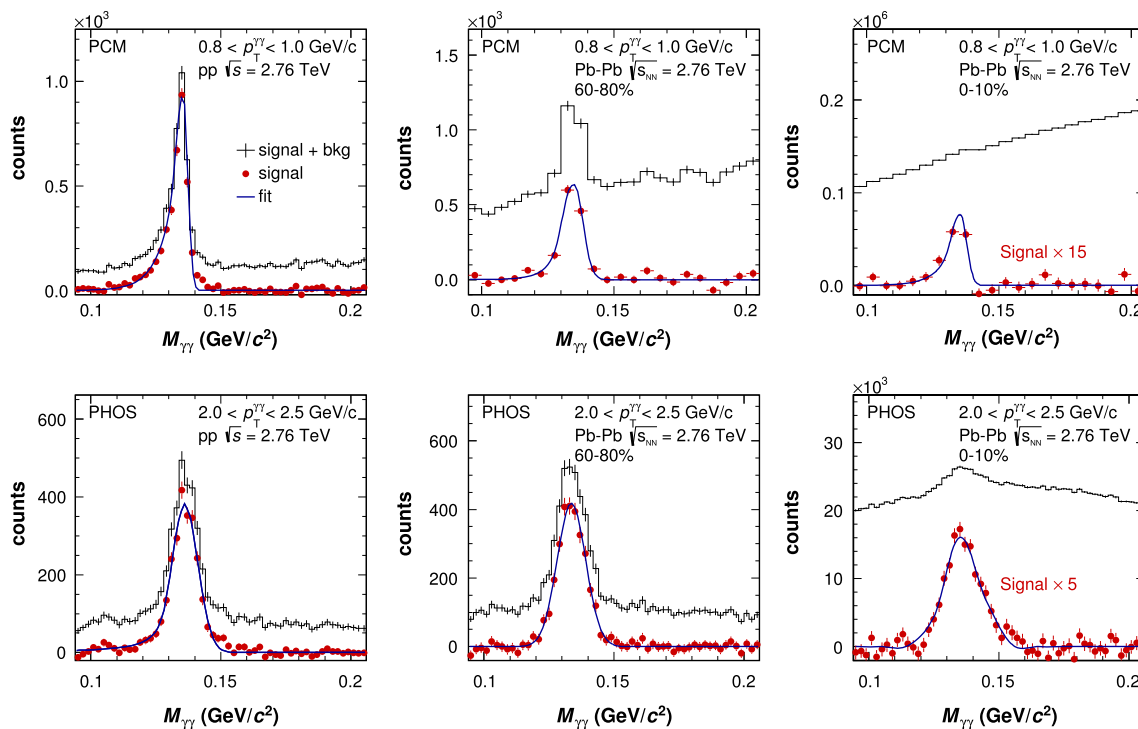 ×10³
PCM
0.8 < p_T^γγ < 1.0 GeV/c
pp √s = 2.76 TeV
signal + bkg
signal
fit
counts
1.0
0.5
0.0
0.1
0.15
0.2
M_γγ (GeV/c²)
×10³
PCM
0.8 < p_T^γγ < 1.0 GeV/c
Pb-Pb √s_NN = 2.76 TeV
60-80%
counts
1.5
1.0
0.5
0.0
0.1
0.15
0.2
M_γγ (GeV/c²)
×10⁶
PCM
0.8 < p_T^γγ < 1.0 GeV/c
Pb-Pb √s_NN = 2.76 TeV
0-10%
Signal × 15
counts
0.2
0.1
0.0
0.1
0.15
0.2
M_γγ (GeV/c²)
PHOS
2.0 < p_T^γγ < 2.5 GeV/c
pp √s = 2.76 TeV
counts
600
400
200
0
0.1
0.15
0.2
M_γγ (GeV/c²)
PHOS
2.0 < p_T^γγ < 2.5 GeV/c
Pb-Pb √s_NN = 2.76 TeV
60-80%
counts
700
500
300
100
0
0.1
0.15
0.2
M_γγ (GeV/c²)
×10³
PHOS
2.0 < p_T^γγ < 2.5 GeV/c
Pb-Pb √s_NN = 2.76 TeV
0-10%
Signal × 5
counts
30
20
10
0
0.1
0.15
0.2
M_γγ (GeV/c²)